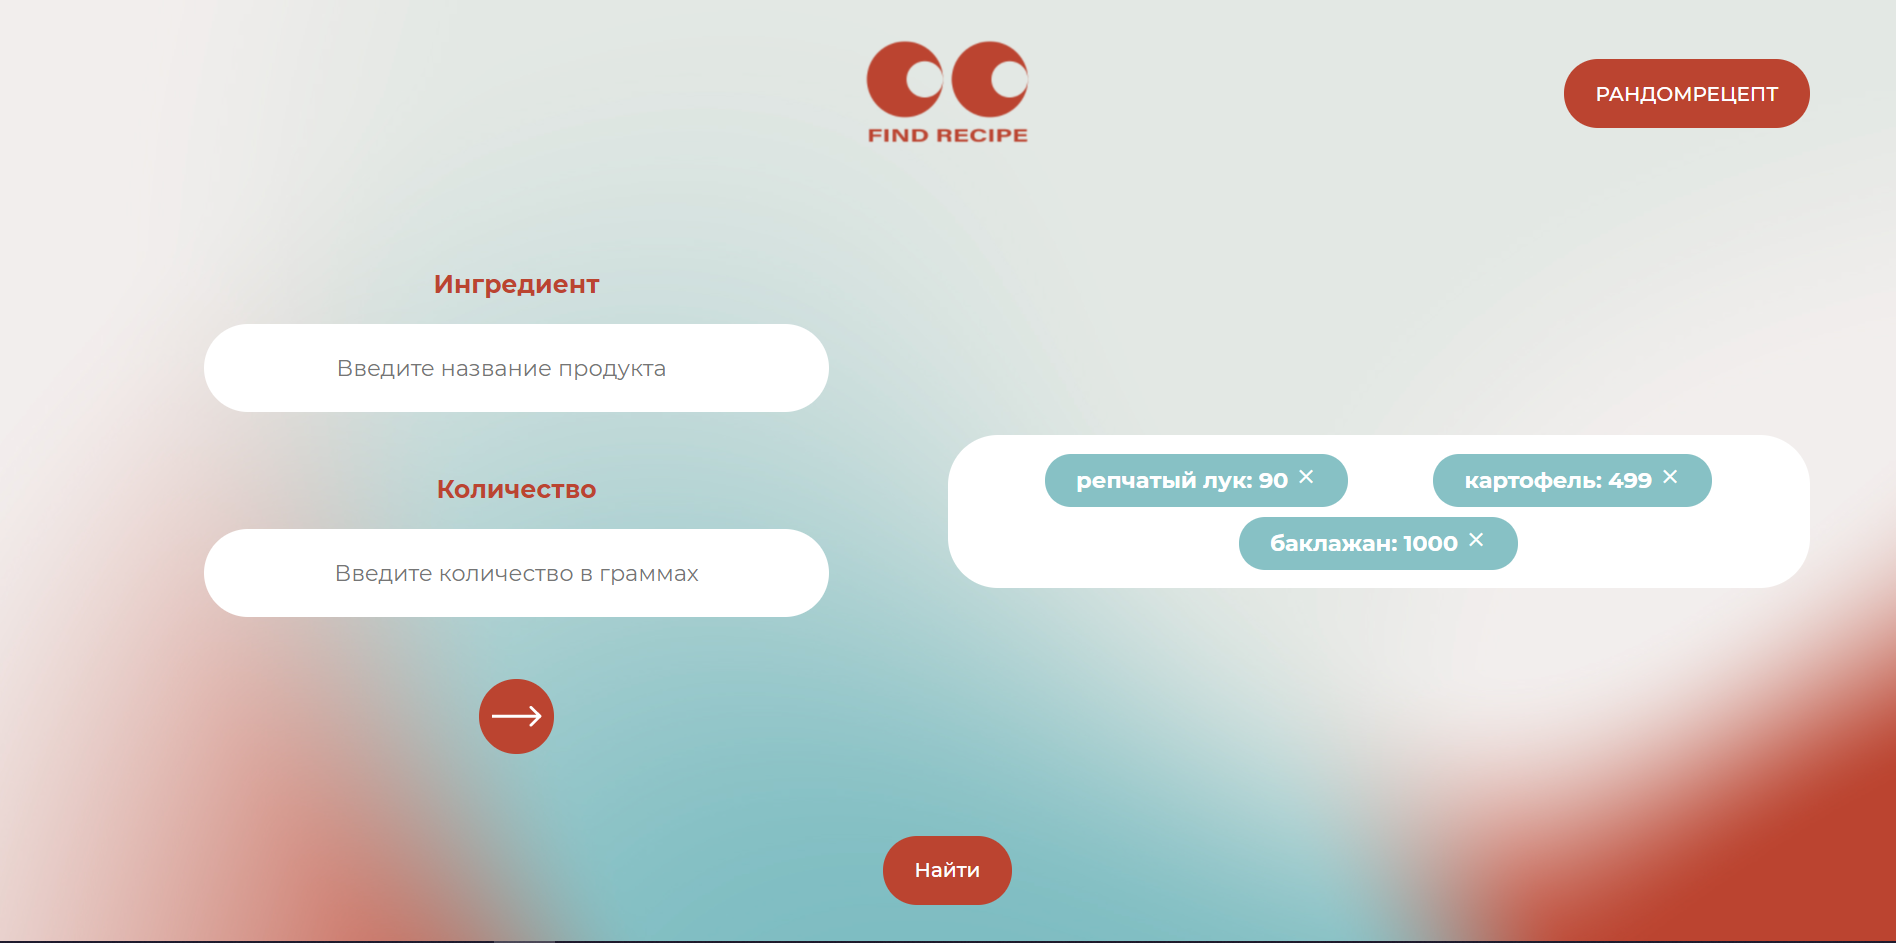 FIND RECIPE
РАНДОМРЕЦЕПТ
Ингредиент
Введите название продукта
Количество
Введите количество в граммах
репчатый лук: 90 ×
картофель: 499 ×
баклажан: 1000 ×
Найти